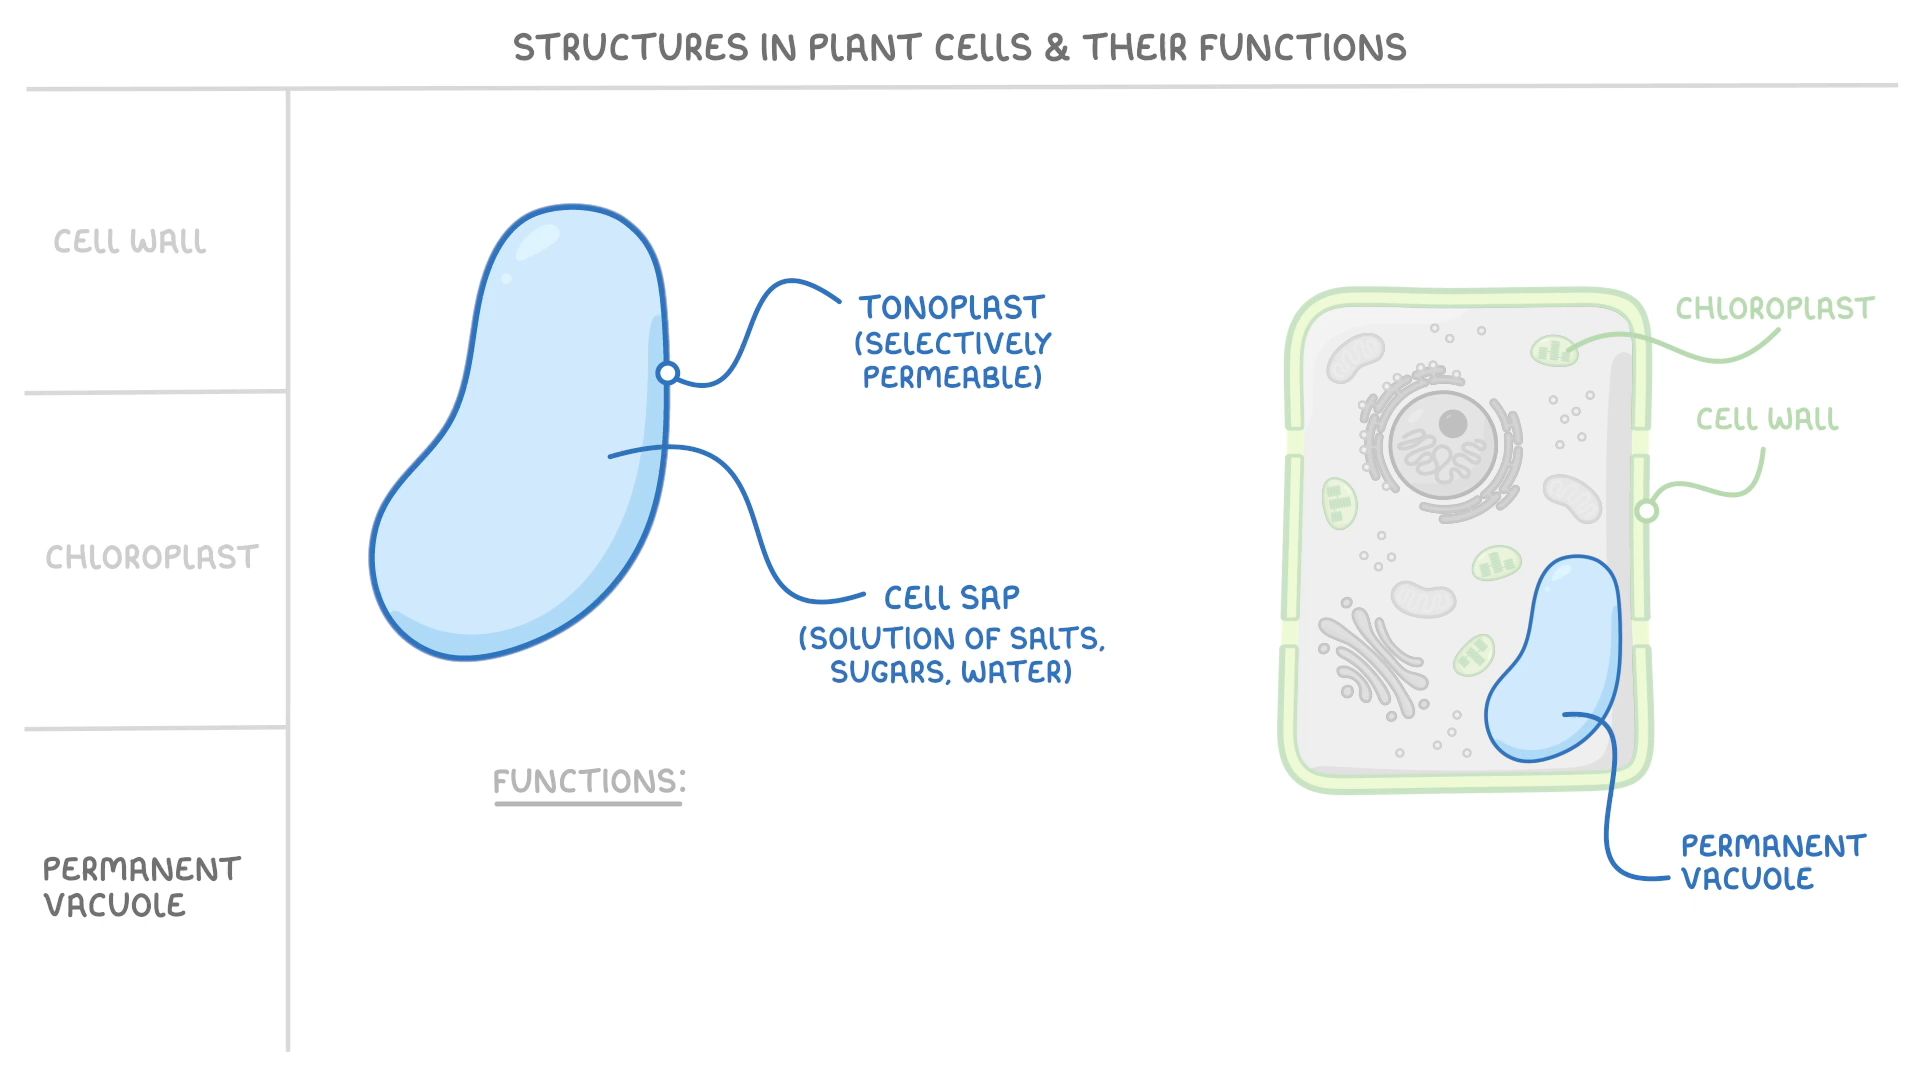 STRUCTURES IN PLANT CELLS & THEIR FUNCTIONS
CELL WALL
CHLOROPLAST
PERMANENT
VACUOLE
TONOPLAST
(SELECTIVELY
PERMEABLE)
CELL SAP
(SOLUTION OF SALTS,
SUGARS, WATER)
FUNCTIONS:
CHLOROPLAST
CELL WALL
PERMANENT
VACUOLE